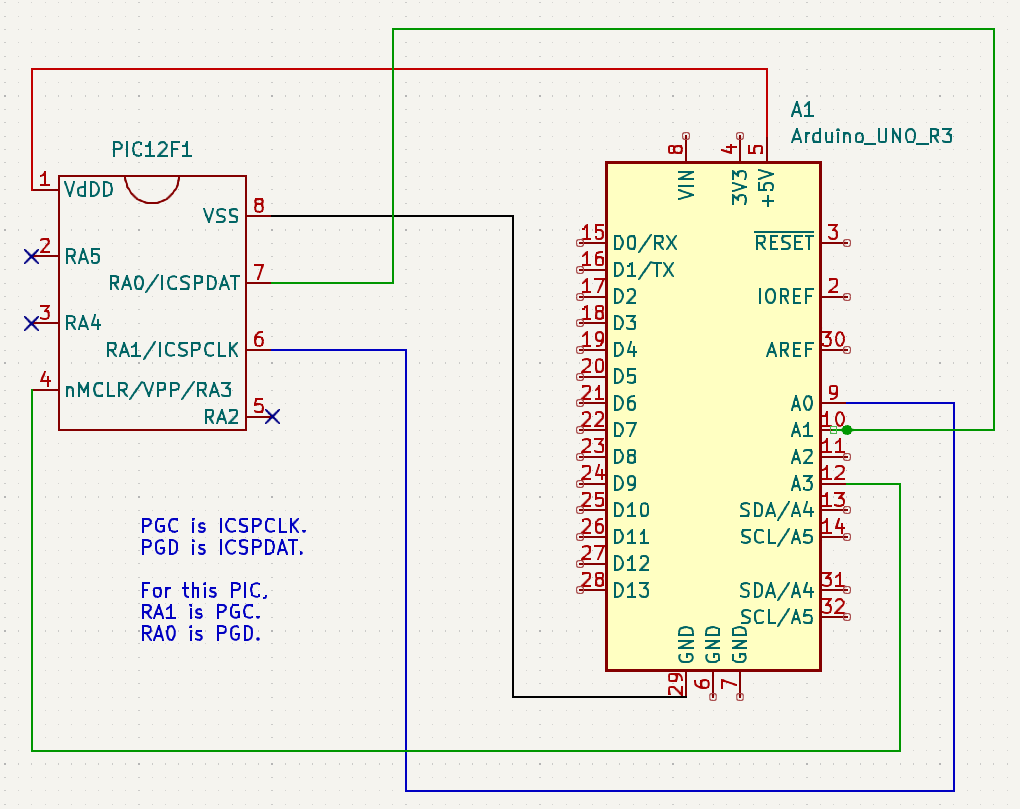 A1
Arduino_UNO_R3
PIC12F1
1
VdDD
VSS
8
2
RA5
RA0/ICSPDAT
7
3
RA4
RA1/ICSPCLK
6
4
nMCLR/VPP/RA3
RA2
5
8
4
5
VIN
3V3
+5V
15
D0/RX
16
D1/TX
17
D2
18
D3
19
D4
20
D5
21
D6
22
D7
23
D8
24
D9
25
D10
26
D11
27
D12
28
D13
RESET
3
IOREF
2
AREF
30
A0
9
A1
10
A2
11
A3
12
SDA/A4
13
SCL/A5
14
SDA/A4
31
SCL/A5
32
GND
GND
GND
29
6
7
PGC is ICSPCLK.
PGD is ICSPDAT.
For this PIC,
RA1 is PGC.
RA0 is PGD.